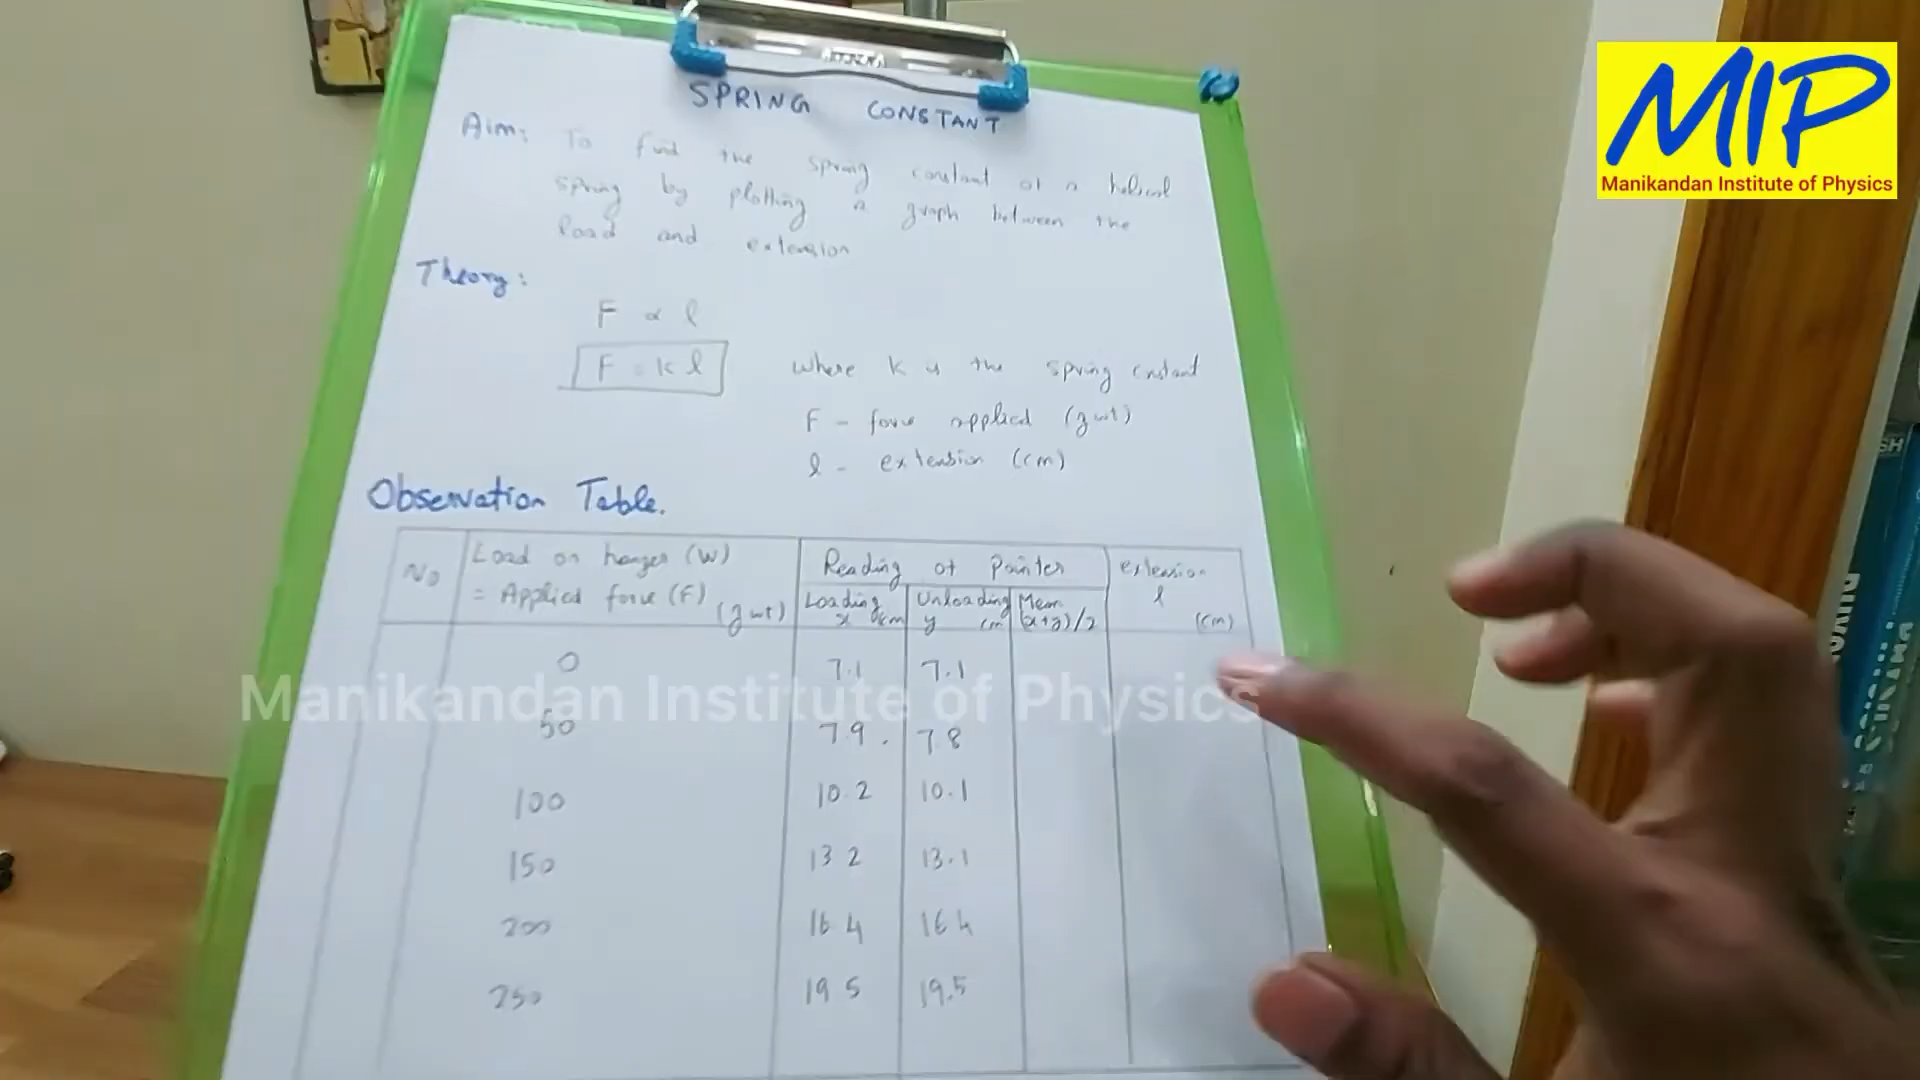 MIP
Manikandan Institute of Physics
SPRING CONSTANT
Aim: To find the spring constant of a helical
spring by plotting a graph between the
load and extension
Theory:
F ∝ l
F = k l
where k is the spring constant
F - force applied (g wt)
l - extension (cm)
Observation Table.
No
Load on hanger (W)
= Applied force (F) (g wt)
Reading of Pointer
Loading x cm
Unloading y cm
Mean (x+y)/2
extension l (cm)
0 7.1 7.1
50 7.9 7.8
100 10.2 10.1
150 13.2 13.1
200 16.4 16.4
250 19.5 19.5
Manikandan Institute of Physics